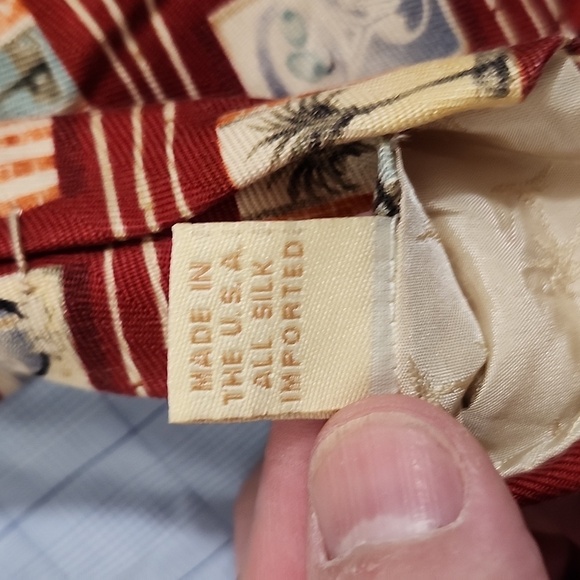 MADE IN
THE U.S.A.
ALL SILK
IMPORTED